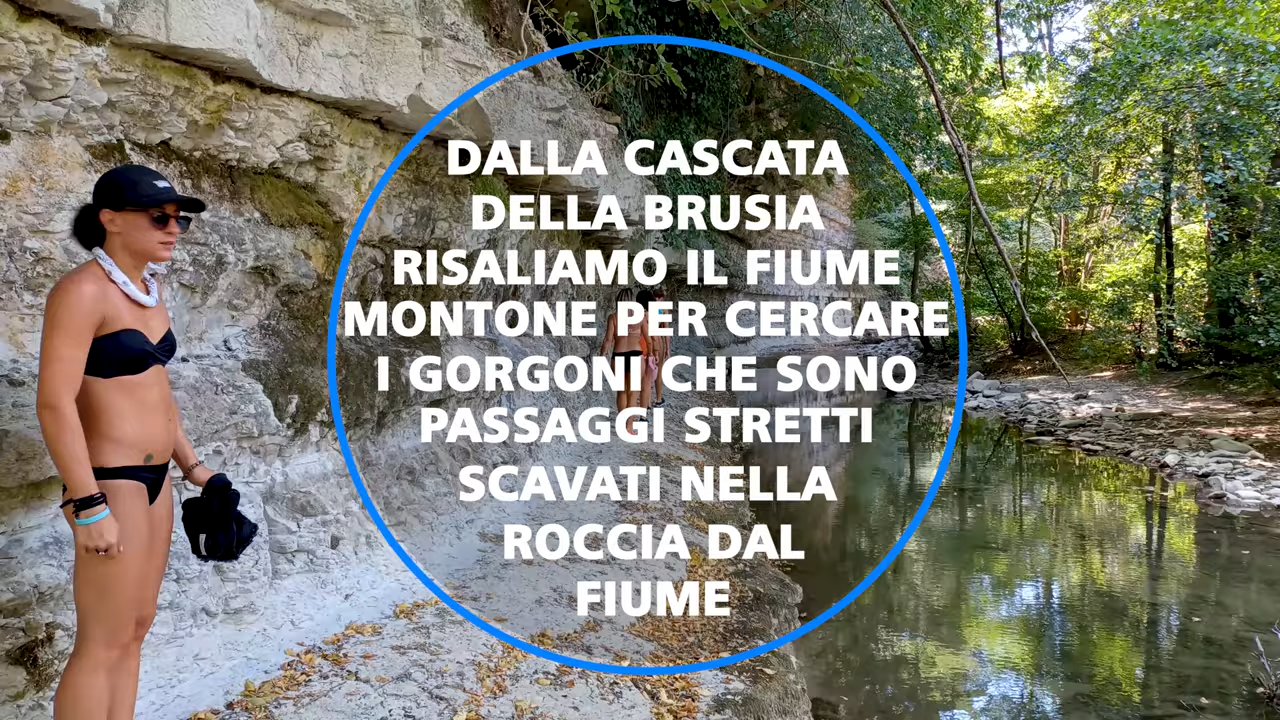 DALLA CASCATA
DELLA BRUSIA
RISALIAMO IL FIUME
MONTONE PER CERCARE
I GORGONI CHE SONO
PASSAGGI STRETTI
SCAVATI NELLA
ROCCIA DAL
FIUME